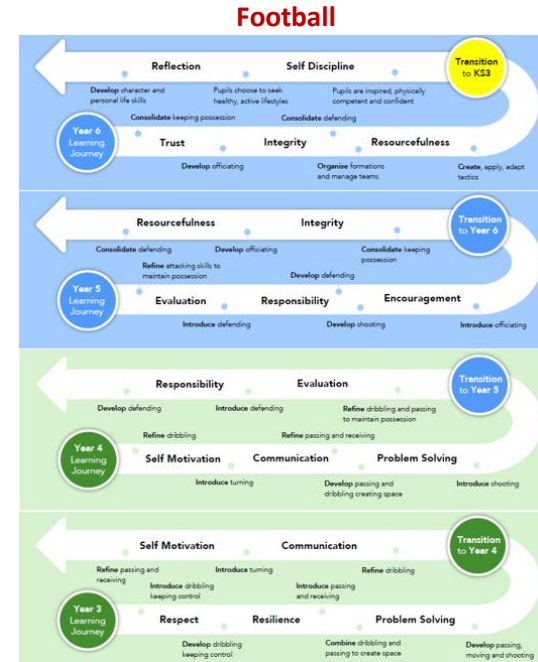 Football
Reflection Self Discipline
Transition
to KS3
Develop character and
personal life skills
Pupils choose to seek
healthy, active lifestyles
Pupils are inspired, physically
competent and confident
Consolidate keeping possession
Consolidate defending
Year 6
Learning
Journey
Trust Integrity Resourcefulness
Develop officiating
Organise formations
and manage teams
Create, apply, adapt
tactics
Resourcefulness Integrity
Transition
to Year 6
Consolidate defending
Develop officiating
Consolidate keeping
possession
Refine attacking skills to
maintain possession
Develop defending
Year 5
Learning
Journey
Evaluation Responsibility Encouragement
Introduce defending
Develop shooting
Introduce officiating
Responsibility Evaluation
Transition
to Year 5
Develop defending
Introduce defending
Refine dribbling and passing
to maintain possession
Refine dribbling
Refine passing and receiving
Year 4
Learning
Journey
Self Motivation Communication Problem Solving
Introduce turning
Develop passing and
dribbling creating space
Introduce shooting
Self Motivation Communication
Transition
to Year 4
Refine passing and
receiving
Introduce turning
Refine dribbling
Introduce dribbling
keeping control
Introduce passing
and receiving
Year 3
Learning
Journey
Respect Resilience Problem Solving
Develop dribbling
keeping control
Combine dribbling and
passing to create space
Develop passing,
moving and shooting